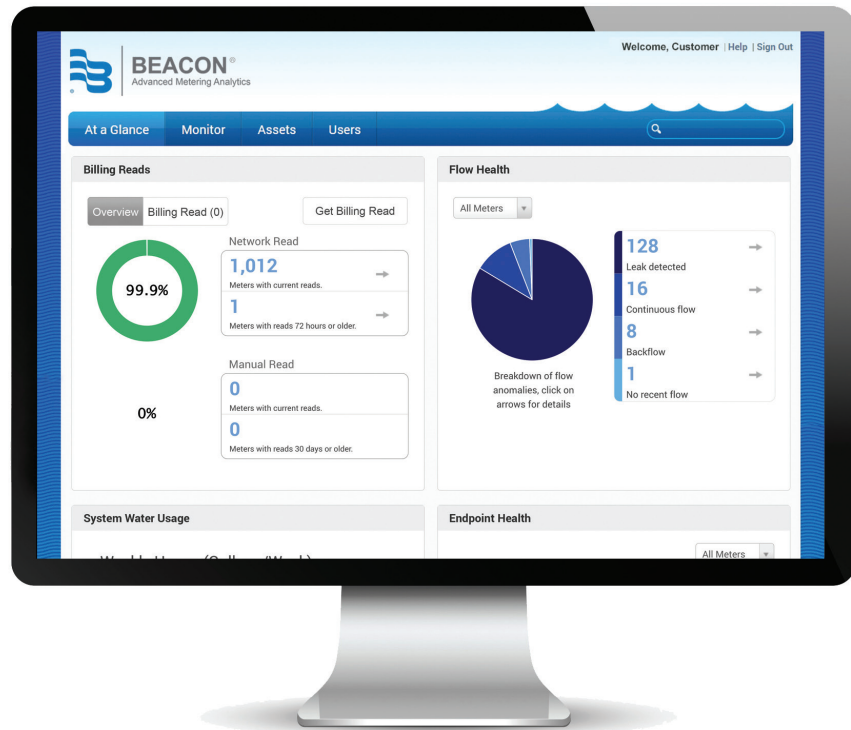 Welcome, Customer | Help | Sign Out
BEACON®
Advanced Metering Analytics
At a Glance Monitor Assets Users
Billing Reads
Overview Billing Read (0) Get Billing Read
Network Read
99.9%
1,012
Meters with current reads.
1
Meters with reads 72 hours or older.
Manual Read
0%
0
Meters with current reads.
0
Meters with reads 30 days or older.
Flow Health
All Meters
128
Leak detected
16
Continuous flow
8
Backflow
1
No recent flow
Breakdown of flow
anomalies, click on
arrows for details
System Water Usage
Endpoint Health
All Meters